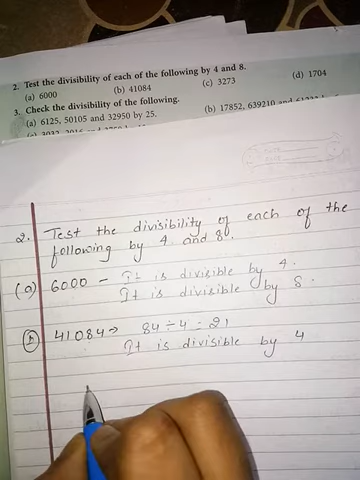 2. Test the divisibility of each of the following by 4 and 8.
(a) 6000 (b) 41084 (c) 3273 (d) 1704
3. Check the divisibility of the following.
(a) 6125, 50105 and 32950 by 25. (b) 17852, 639210 and
2. Test the divisibility of each of the
following by 4 and 8.
(a) 6000 - It is divisible by 4.
It is divisible by 8.
(b) 41084 → 84 ÷ 4 = 21
It is divisible by 4